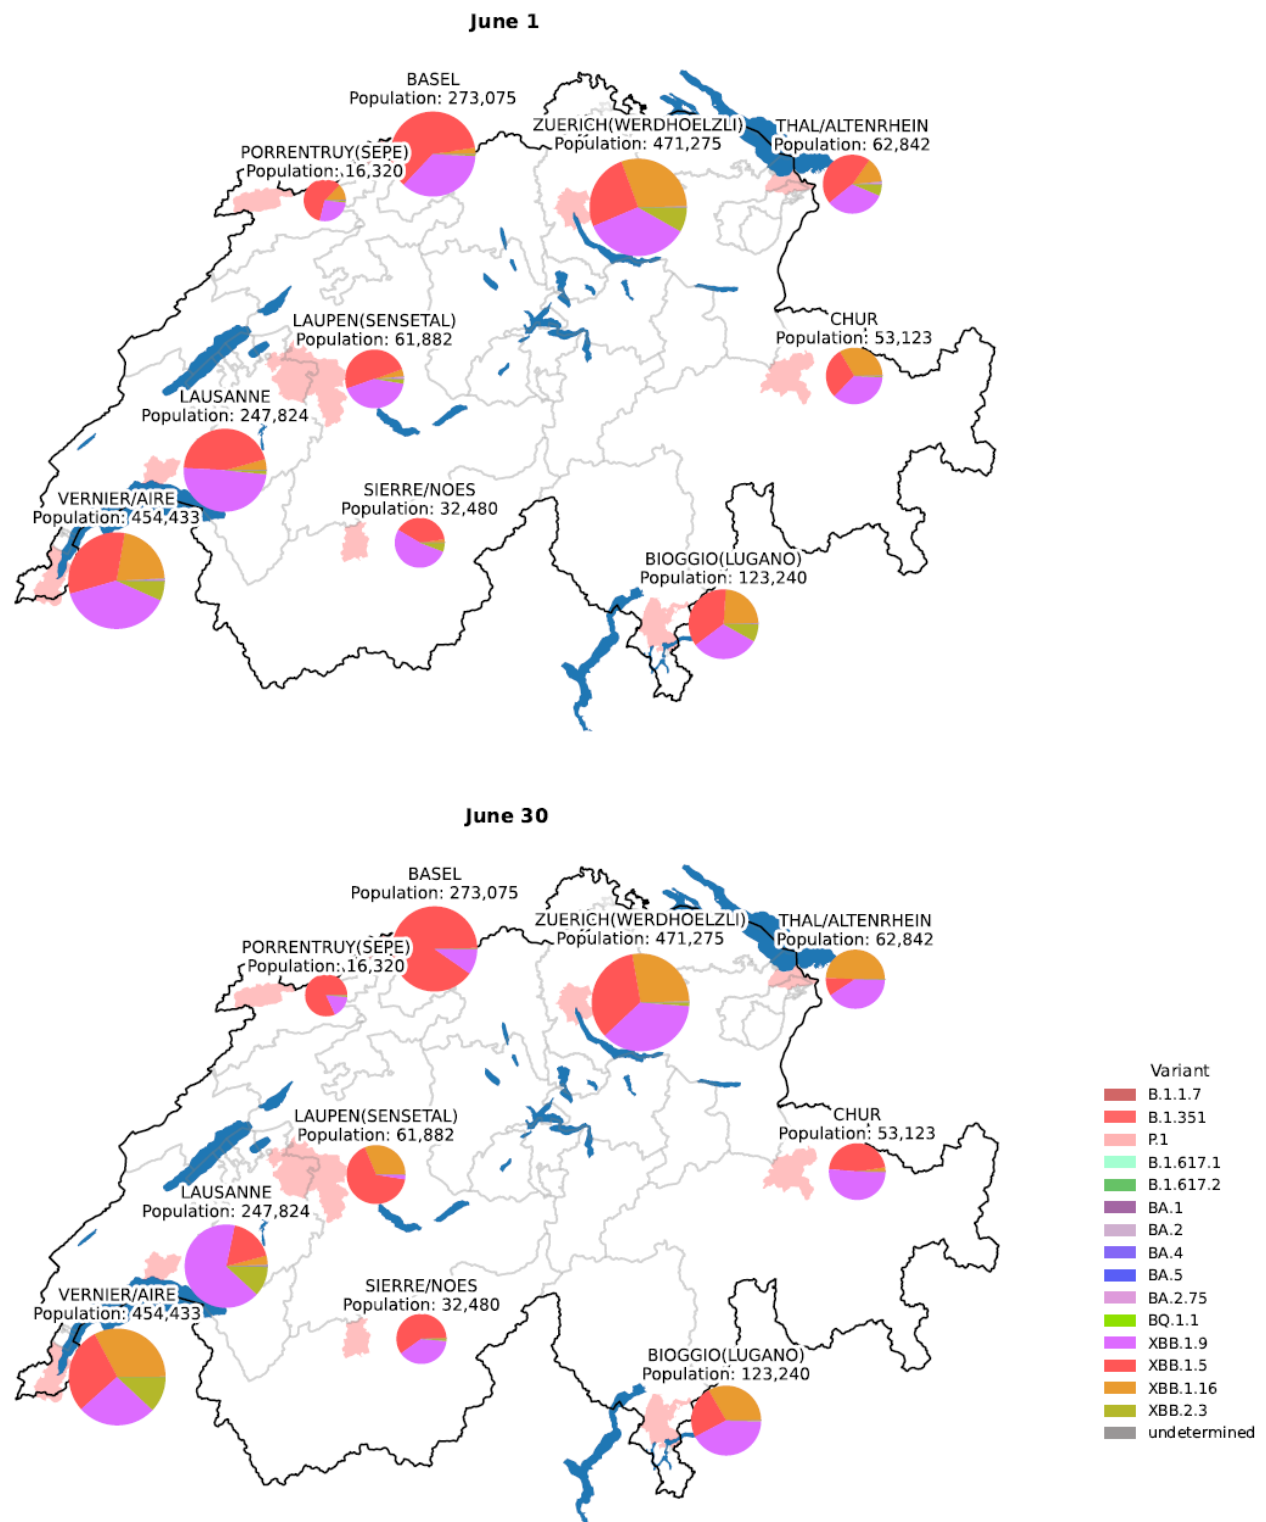 June 1
BASEL
Population: 273,075
ZUERICH(WERDHOELZLI)
Population: 471,275
THAL/ALTENRHEIN
Population: 62,842
PORRENTRUY(SEPE)
Population: 16,320
LAUPEN(SENSETAL)
Population: 61,882
CHUR
Population: 53,123
LAUSANNE
Population: 247,824
VERNIER/AIRE
Population: 454,433
SIERRE/NOES
Population: 32,480
BIOGGIO(LUGANO)
Population: 123,240
June 30
BASEL
Population: 273,075
ZUERICH(WERDHOELZLI)
Population: 471,275
THAL/ALTENRHEIN
Population: 62,842
PORRENTRUY(SEPE)
Population: 16,320
LAUPEN(SENSETAL)
Population: 61,882
CHUR
Population: 53,123
LAUSANNE
Population: 247,824
VERNIER/AIRE
Population: 454,433
SIERRE/NOES
Population: 32,480
BIOGGIO(LUGANO)
Population: 123,240
Variant
B.1.1.7
B.1.351
P.1
B.1.617.1
B.1.617.2
BA.1
BA.2
BA.4
BA.5
BA.2.75
BQ.1.1
XBB.1.9
XBB.1.5
XBB.1.16
XBB.2.3
undetermined